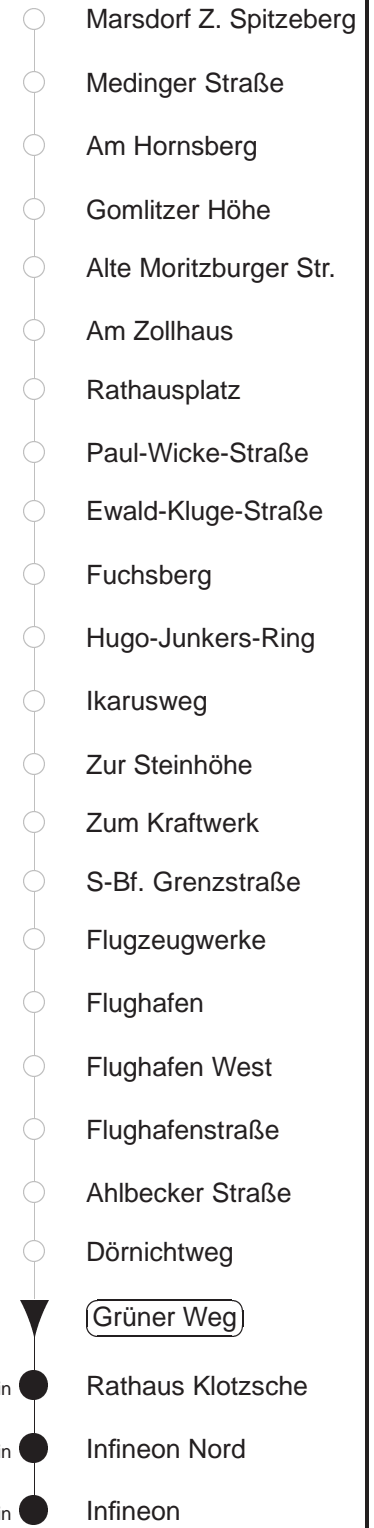 Marsdorf Z. Spitzeberg
Medinger Straße
Am Hornsberg
Gomlitzer Höhe
Alte Moritzburger Str.
Am Zollhaus
Rathausplatz
Paul-Wicke-Straße
Ewald-Kluge-Straße
Fuchsberg
Hugo-Junkers-Ring
Ikarusweg
Zur Steinhöhe
Zum Kraftwerk
S-Bf. Grenzstraße
Flugzeugwerke
Flughafen
Flughafen West
Flughafenstraße
Ahlbecker Straße
Dörnichtweg
Grüner Weg
Rathaus Klotzsche
Infineon Nord
Infineon